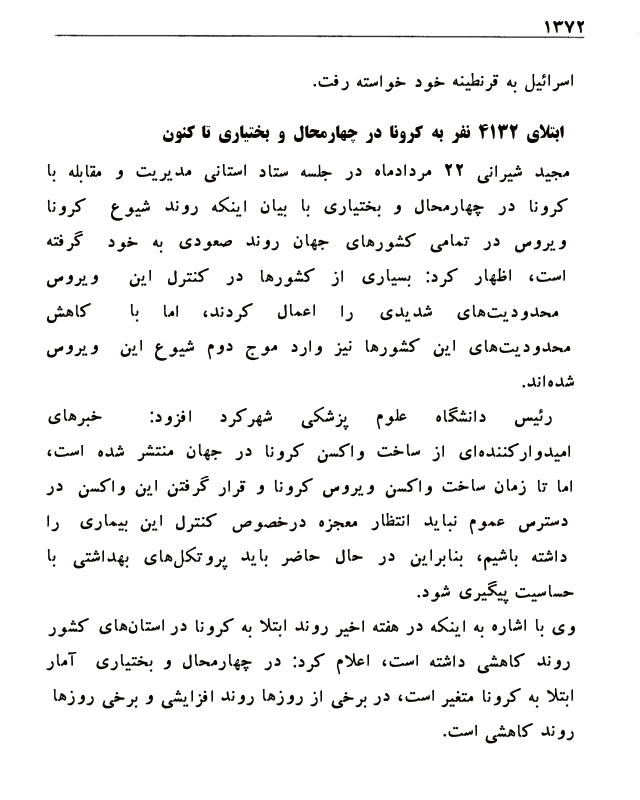 ۱۳۷۲
اسرائیل به قرنطینه خود خواسته رفت.
ابتلای ۴۱۳۲ نفر به کرونا در چهارمحال و بختیاری تا کنون
مجید شیرانی ۲۲ مردادماه در جلسه ستاد استانی مدیریت و مقابله با
کرونا در چهارمحال و بختیاری با بیان اینکه روند شیوع کرونا
ویروس در تمامی کشورهای جهان روند صعودی به خود گرفته
است، اظهار کرد: بسیاری از کشورها در کنترل این ویروس
محدودیت‌های شدیدی را اعمال کردند، اما با کاهش
محدودیت‌های این کشورها نیز وارد موج دوم شیوع این ویروس
شده‌اند.
رئیس دانشگاه علوم پزشکی شهرکرد افزود: خبرهای
امیدوارکننده‌ای از ساخت واکسن کرونا در جهان منتشر شده است،
اما تا زمان ساخت واکسن ویروس کرونا و قرار گرفتن این واکسن در
دسترس عموم نباید انتظار معجزه درخصوص کنترل این بیماری را
داشته باشیم، بنابراین در حال حاضر باید پروتکل‌های بهداشتی با
حساسیت پیگیری شود.
وی با اشاره به اینکه در هفته اخیر روند ابتلا به کرونا در استان‌های کشور
روند کاهشی داشته است، اعلام کرد: در چهارمحال و بختیاری آمار
ابتلا به کرونا متغیر است، در برخی از روزها روند افزایشی و برخی روزها
روند کاهشی است.